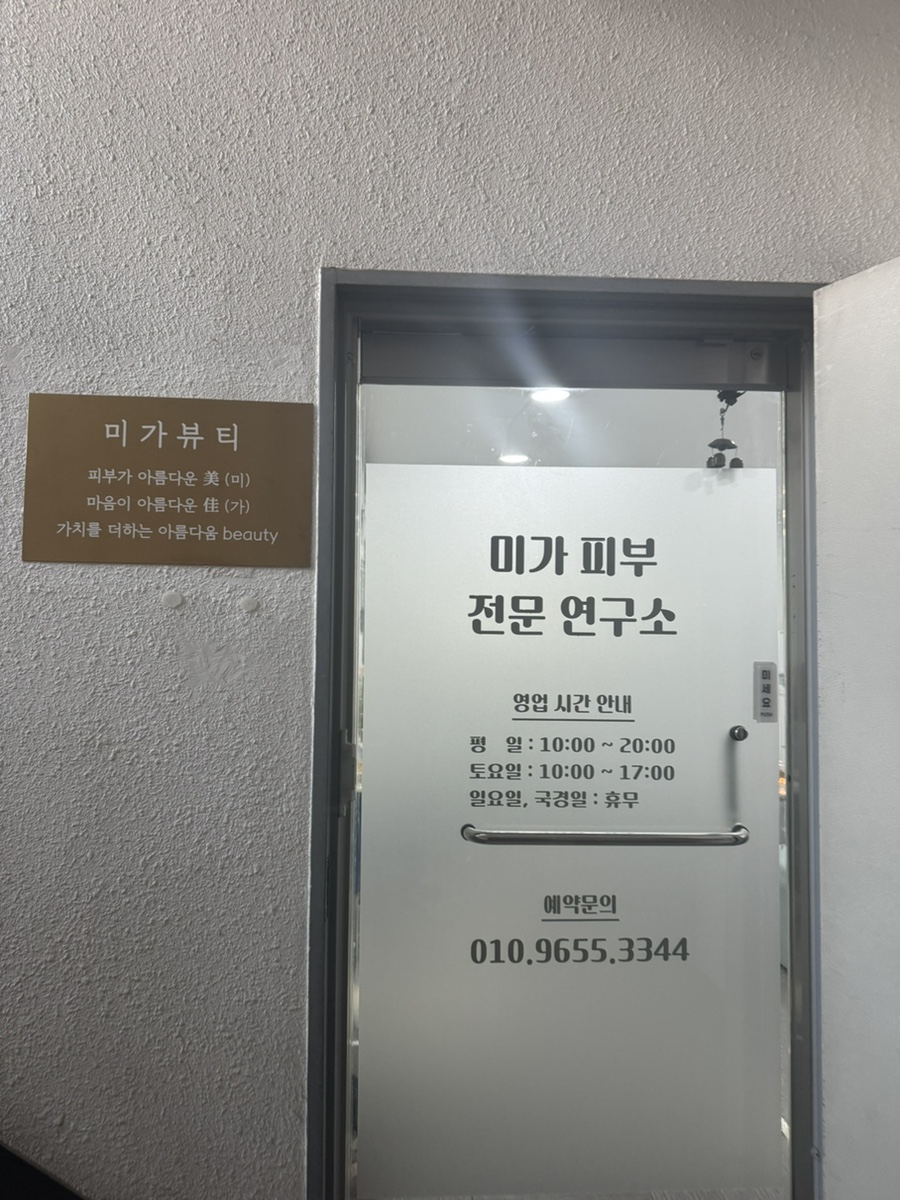 미가뷰티
피부가 아름다운 美 (미)
마음이 아름다운 佳 (가)
가치를 더하는 아름다움 beauty
미가 피부
전문 연구소
영업 시간 안내
평 일 : 10:00 ~ 20:00
토요일 : 10:00 ~ 17:00
일요일, 국경일 : 휴무
예약문의
010.9655.3344
미세요
PUSH